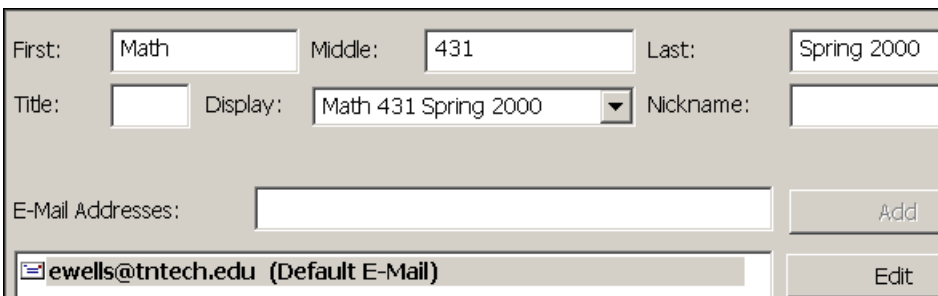 First: Math Middle: 431 Last: Spring 2000
Title: Display: Math 431 Spring 2000 Nickname:
E-Mail Addresses: Add
ewells@tntech.edu (Default E-Mail) Edit